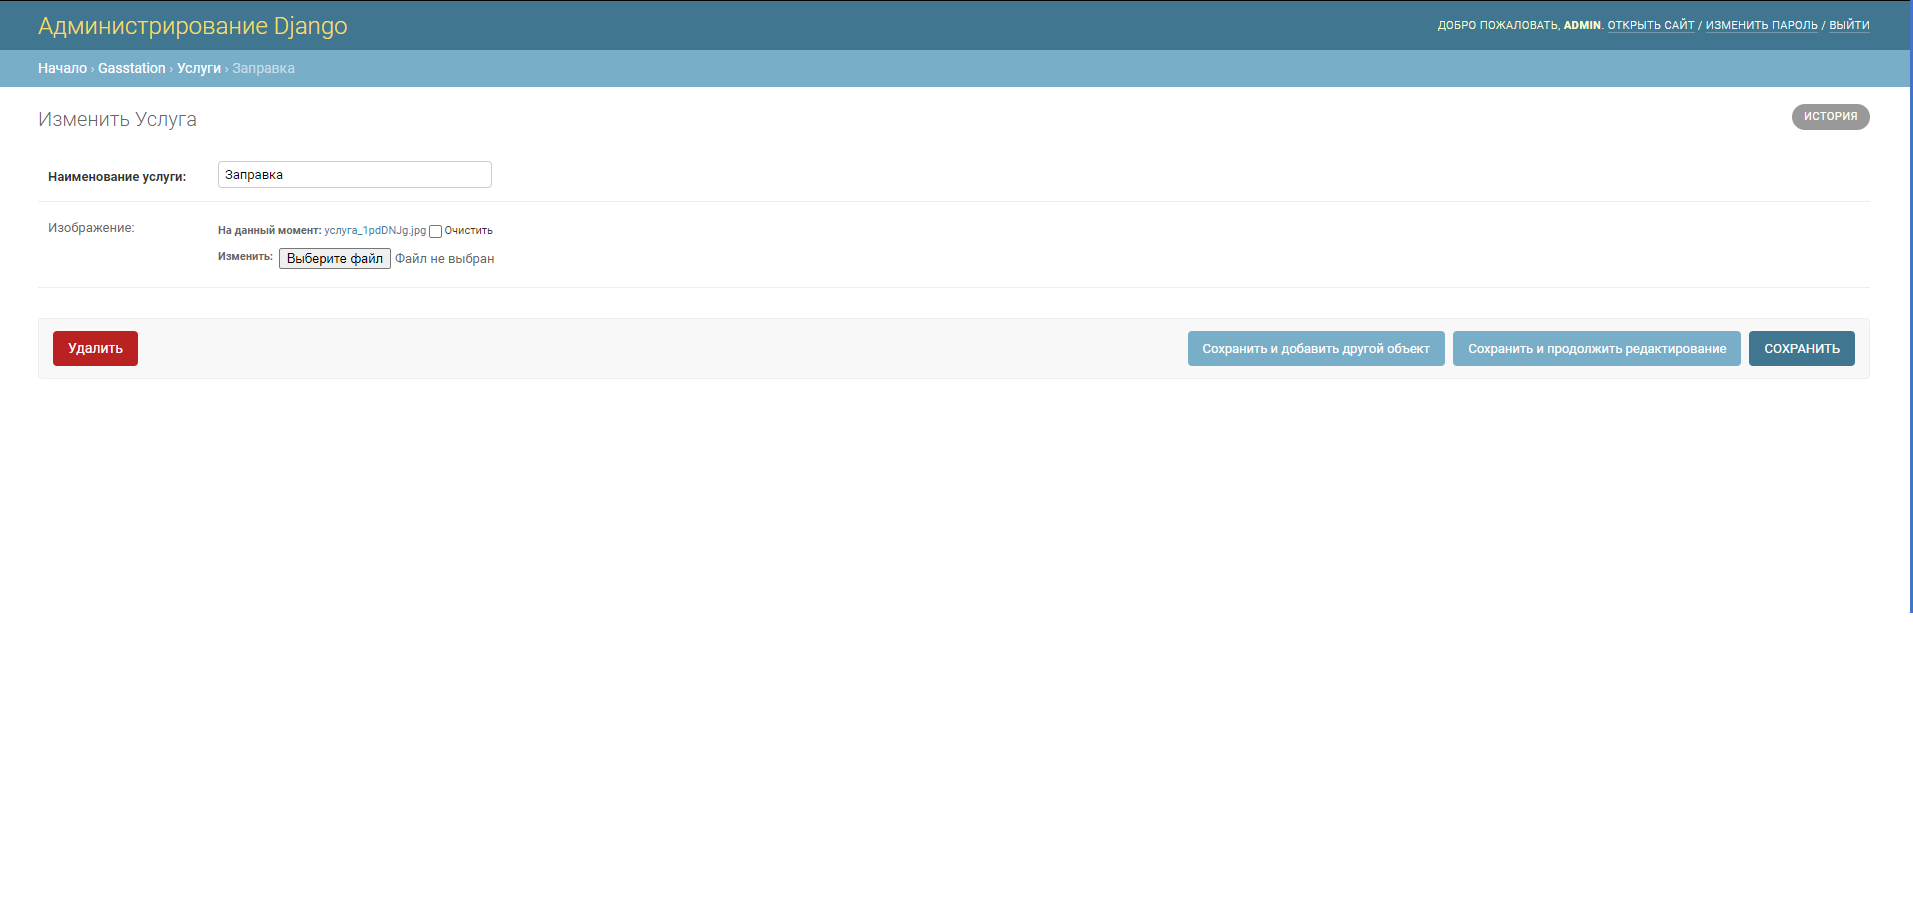 Администрирование Django
ДОБРО ПОЖАЛОВАТЬ, ADMIN. ОТКРЫТЬ САЙТ / ИЗМЕНИТЬ ПАРОЛЬ / ВЫЙТИ
Начало › Gasstation › Услуги › Заправка
Изменить Услуга
ИСТОРИЯ
Наименование услуги: Заправка
Изображение: На данный момент: услуга_1pdDNJg.jpg Очистить
Изменить: Выберите файл Файл не выбран
Удалить Сохранить и добавить другой объект Сохранить и продолжить редактирование СОХРАНИТЬ